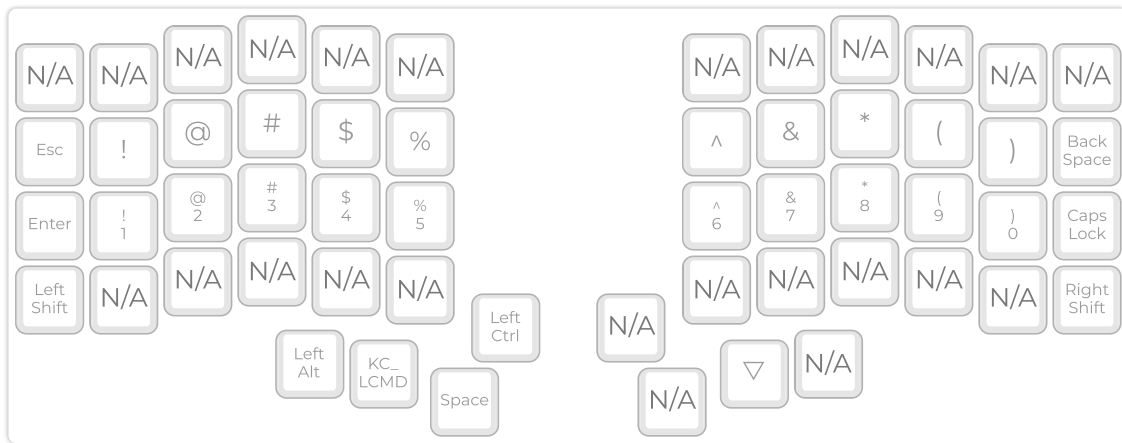 N/A N/A N/A N/A N/A N/A N/A N/A N/A N/A N/A N/A
Esc ! @ # $ % ^ & * ( ) Back
Space
Enter ! @ # $ % ^ & * ( ) Caps
1 2 3 4 5 6 7 8 9 0 Lock
Left N/A N/A N/A N/A N/A N/A N/A N/A N/A N/A Right
Shift Shift
Left
Ctrl
N/A
Left
Alt
KC_
LCMD
Space
N/A
▽
N/A